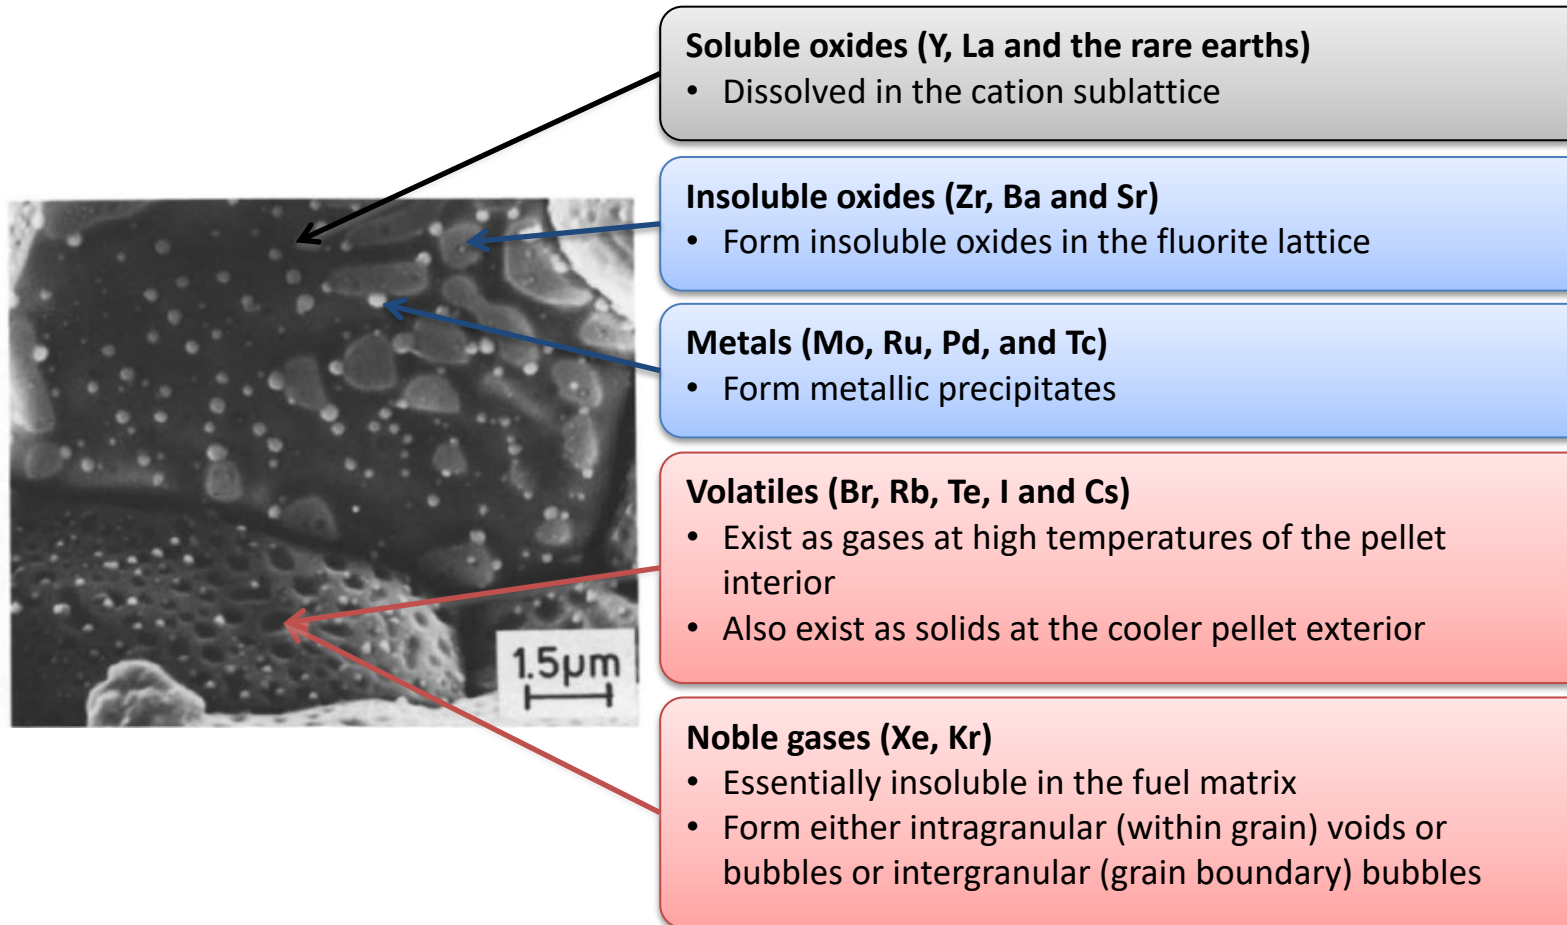 Soluble oxides (Y, La and the rare earths)
• Dissolved in the cation sublattice
Insoluble oxides (Zr, Ba and Sr)
• Form insoluble oxides in the fluorite lattice
Metals (Mo, Ru, Pd, and Tc)
• Form metallic precipitates
Volatiles (Br, Rb, Te, I and Cs)
• Exist as gases at high temperatures of the pellet
interior
• Also exist as solids at the cooler pellet exterior
1.5µm
Noble gases (Xe, Kr)
• Essentially insoluble in the fuel matrix
• Form either intragranular (within grain) voids or
bubbles or intergranular (grain boundary) bubbles